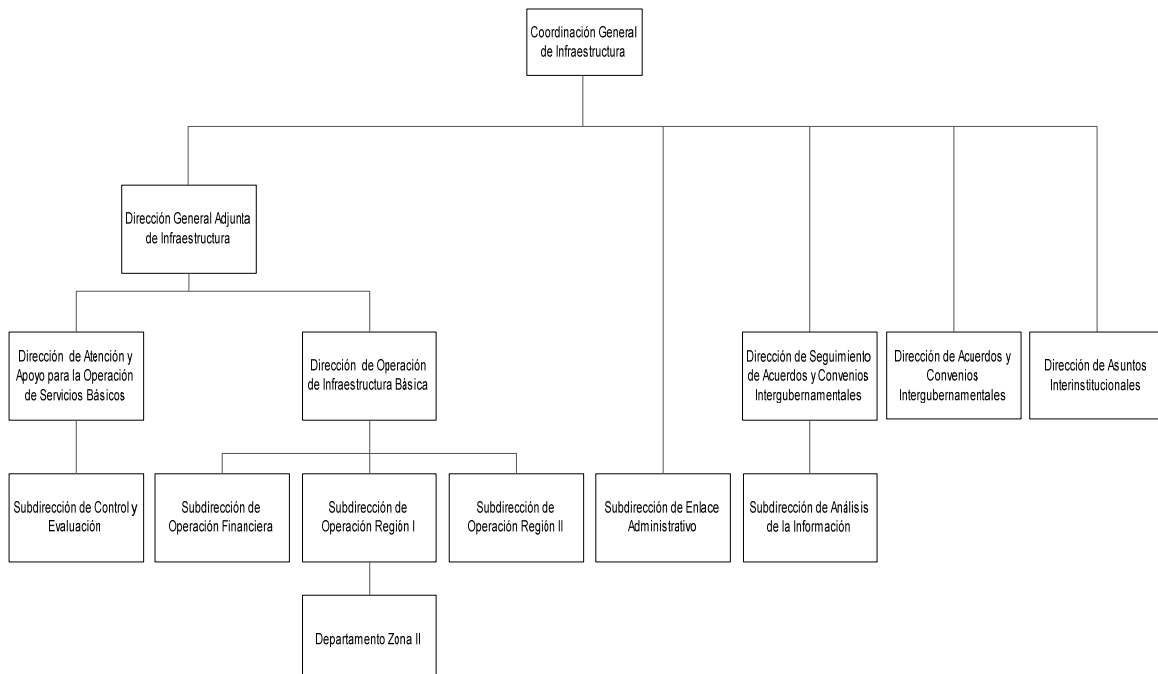 Coordinación General
de Infraestructura
Dirección General Adjunta
de Infraestructura
Dirección de Atención y
Apoyo para la Operación
de Servicios Básicos
Dirección de Operación
de Infraestructura Básica
Dirección de Seguimiento
de Acuerdos y Convenios
Intergubernamentales
Dirección de Acuerdos y
Convenios
Intergubernamentales
Dirección de Asuntos
Interinstitucionales
Subdirección de Control y
Evaluación
Subdirección de
Operación Financiera
Subdirección de
Operación Región I
Subdirección de
Operación Región II
Subdirección de Enlace
Administrativo
Subdirección de Análisis
de la Información
Departamento Zona II